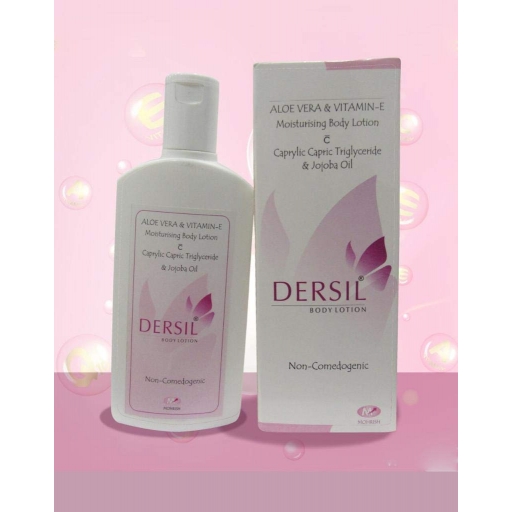 ALOE VERA & VITAMIN-E
Moisturising Body Lotion
c̄
Caprylic Capric Triglyceride
& Jojoba Oil
DERSIL®
BODY LOTION
Non-Comedogenic
ALOE VERA & VITAMIN-E
Moisturising Body Lotion
c̄
Caprylic Capric Triglyceride
& Jojoba Oil
DERSIL®
BODY LOTION
Non-Comedogenic